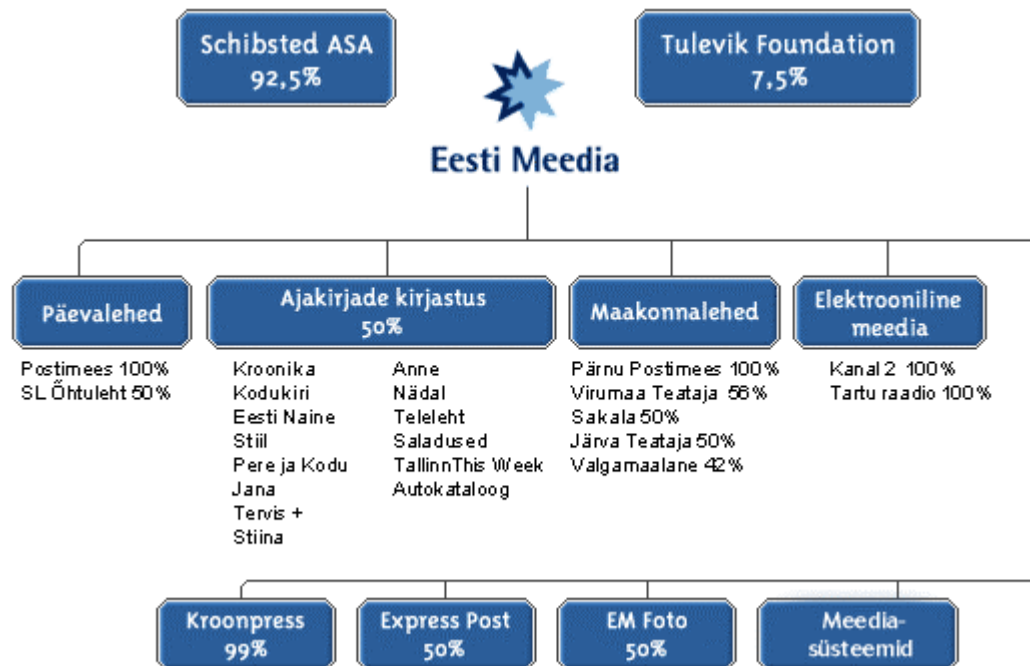 Schibsted ASA
92,5%
Tulevik Foundation
7,5%
Eesti Meedia
Päevalehed
Postimees 100%
SL Õhtuleht 50%
Ajakirjade kirjastus
50%
Kroonika
Kodukiri
Eesti Naine
Stiil
Pere ja Kodu
Jana
Tervis +
Stiina
Anne
Nädal
Teleleht
Saladused
TallinnThis Week
Autokataloog
Maakonnalehed
Pärnu Postimees 100%
Virumaa Teataja 56%
Sakala 50%
Järva Teataja 50%
Valgamaalane 42%
Elektrooniline
meedia
Kanal 2 100%
Tartu raadio 100%
Kroonpress
99%
Express Post
50%
EM Foto
50%
Meedia-
süsteemid